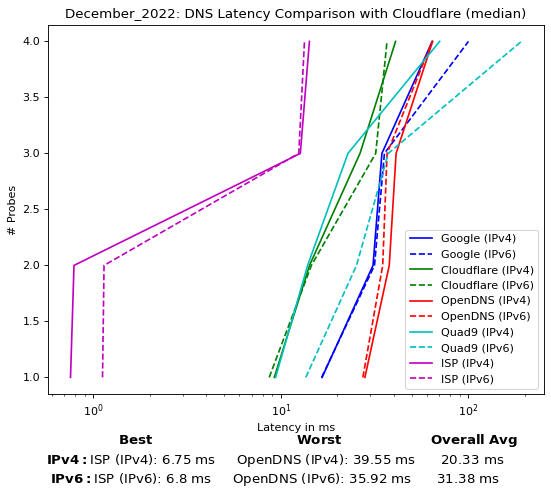 December_2022: DNS Latency Comparison with Cloudflare (median)
# Probes
4.0
3.5
3.0
2.5
2.0
1.5
1.0
Google (IPv4)
Google (IPv6)
Cloudflare (IPv4)
Cloudflare (IPv6)
OpenDNS (IPv4)
OpenDNS (IPv6)
Quad9 (IPv4)
Quad9 (IPv6)
ISP (IPv4)
ISP (IPv6)
10⁰ 10¹ 10²
Latency in ms
Best Worst Overall Avg
IPv4: ISP (IPv4): 6.75 ms OpenDNS (IPv4): 39.55 ms 20.33 ms
IPv6: ISP (IPv6): 6.8 ms OpenDNS (IPv6): 35.92 ms 31.38 ms